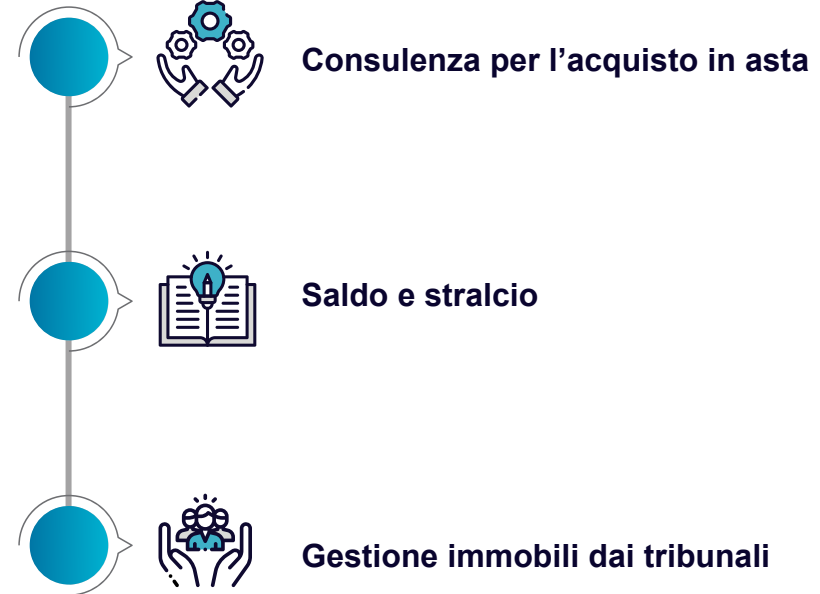 Consulenza per l’acquisto in asta
Saldo e stralcio
Gestione immobili dai tribunali